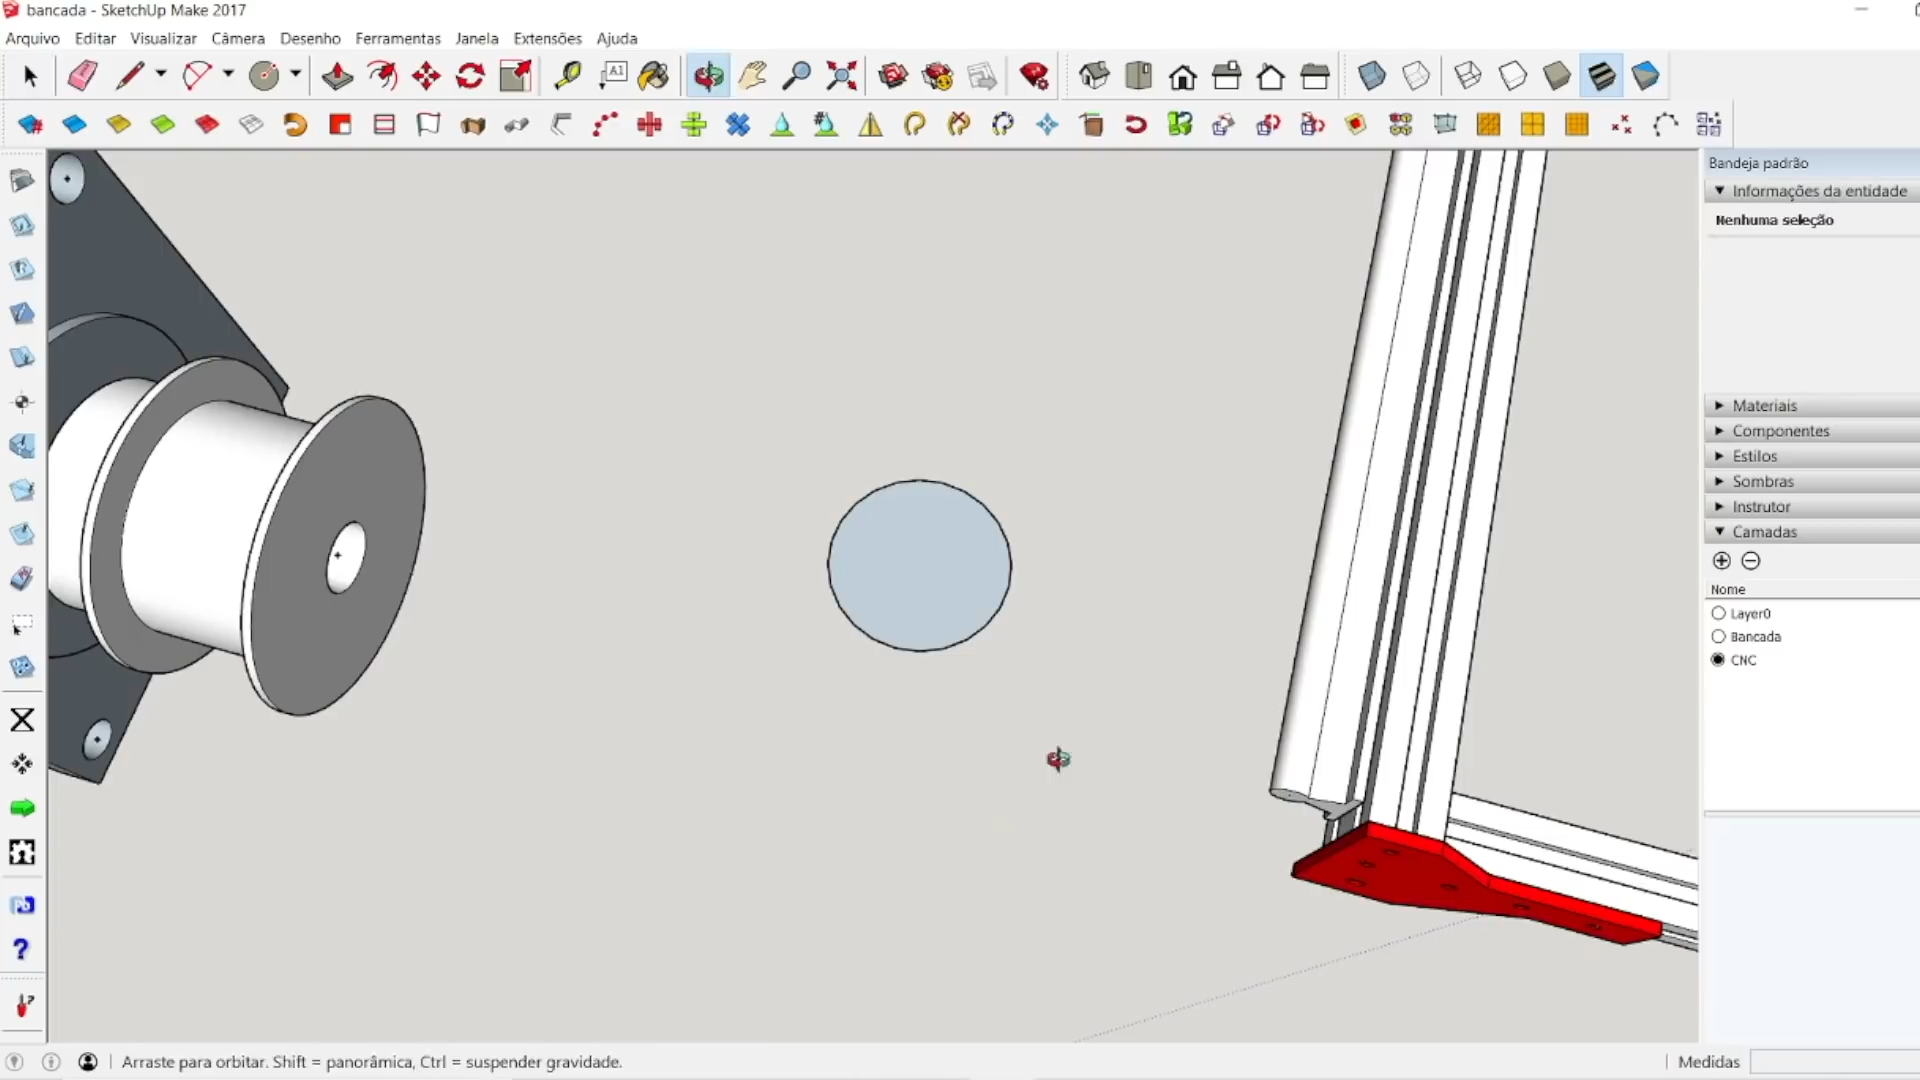 bancada - SketchUp Make 2017
Arquivo Editar Visualizar Câmera Desenho Ferramentas Janela Extensões Ajuda
A1
Bandeja padrão
Informações da entidade
Nenhuma seleção
Materiais
Componentes
Estilos
Sombras
Instrutor
Camadas
Nome
Layer0
Bancada
CNC
?
Arraste para orbitar. Shift = panorâmica, Ctrl = suspender gravidade.
Medidas